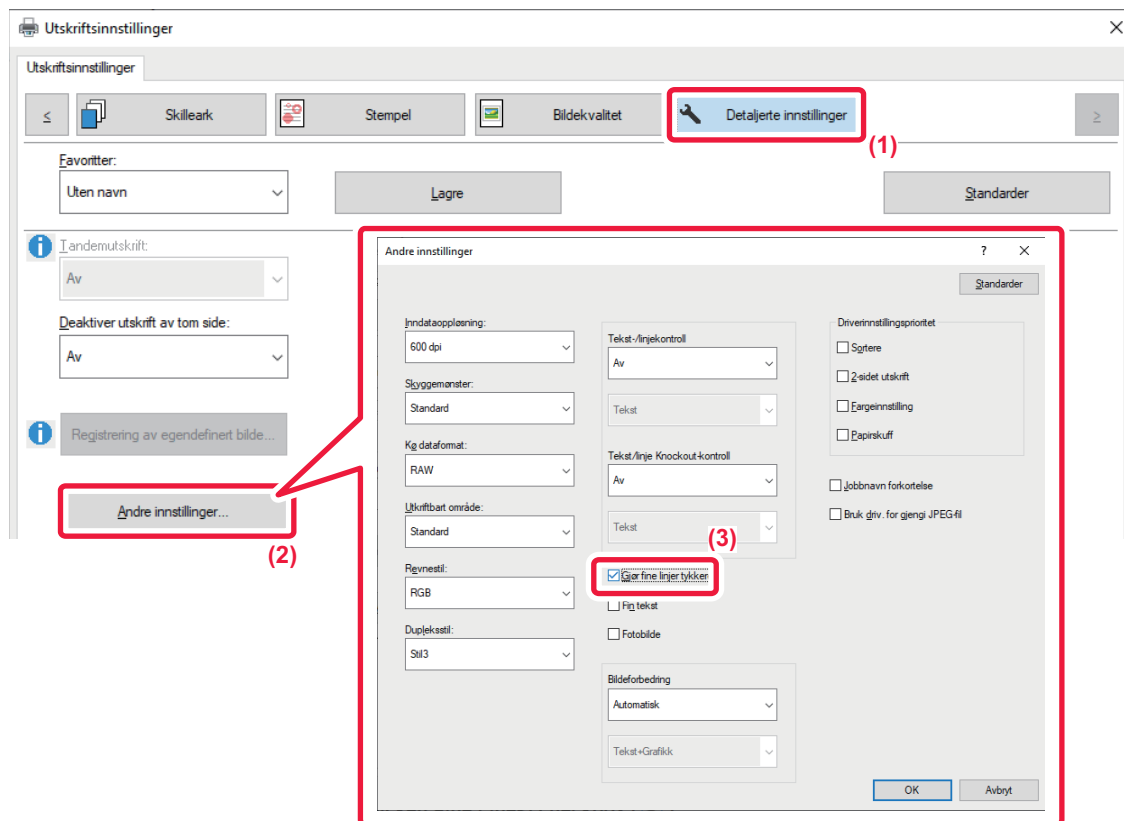 Utskriftsinnstillinger
Utskriftsinnstillinger
<
Skilleark
Stempel
Bildekvalitet
Detaljerte innstillinger
>
(1)
Favoritter:
Uten navn
Lagre
Standarder
Tandemutskrift:
Av
Deaktiver utskrift av tom side:
Av
Registrering av egendefinert bilde...
Andre innstillinger...
(2)
Andre innstillinger
?
Standarder
Inndataoppløsning:
600 dpi
Skyggemønster:
Standard
Kø dataformat:
RAW
Utkriftbart område:
Standard
Revnestil:
RGB
Dupleksstil:
Stil3
Tekst-/linjekontroll
Av
Tekst
Tekst/linje Knockout-kontroll
Av
Tekst
(3)
Gjør fine linjer tykker
Fin tekst
Fotobilde
Bildeforbedring
Automatisk
Tekst+Grafikk
Driverinnstillingsprioritet
Sortere
2-sidet utskrift
Fargeinnstilling
Papirskuff
Jobbnavn forkortelse
Bruk driv. for gjengi JPEG-fil
OK
Avbryt